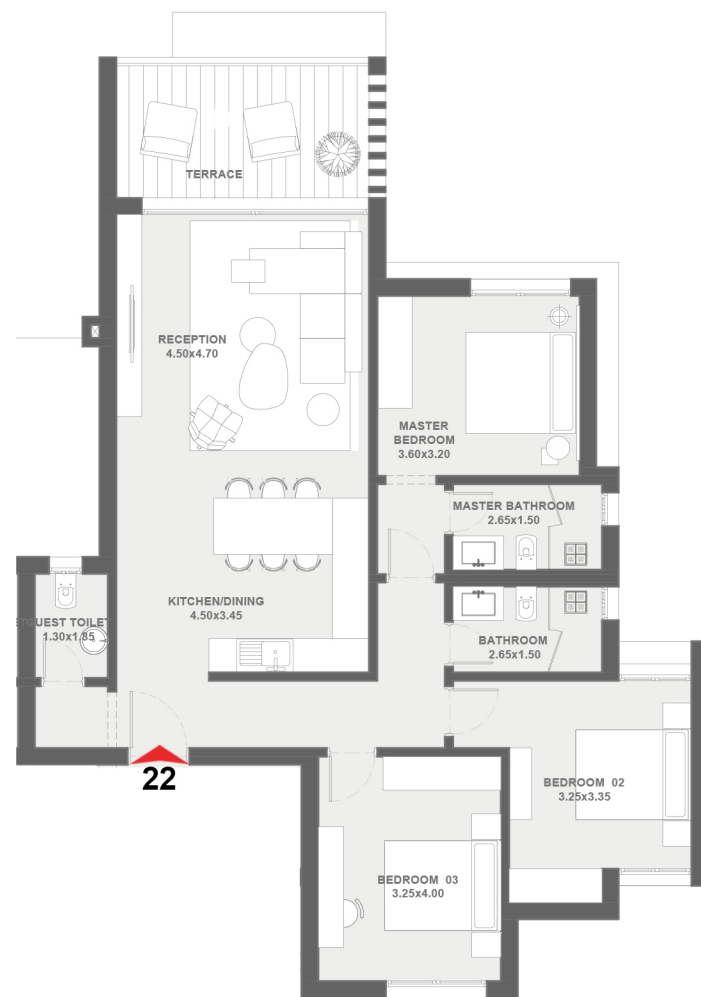 TERRACE
RECEPTION
4.50x4.70
MASTER
BEDROOM
3.60x3.20
MASTER BATHROOM
2.65x1.50
KITCHEN/DINING
4.50x3.45
GUEST TOILET
1.30x1.85
BATHROOM
2.65x1.50
22
BEDROOM 02
3.25x3.35
BEDROOM 03
3.25x4.00